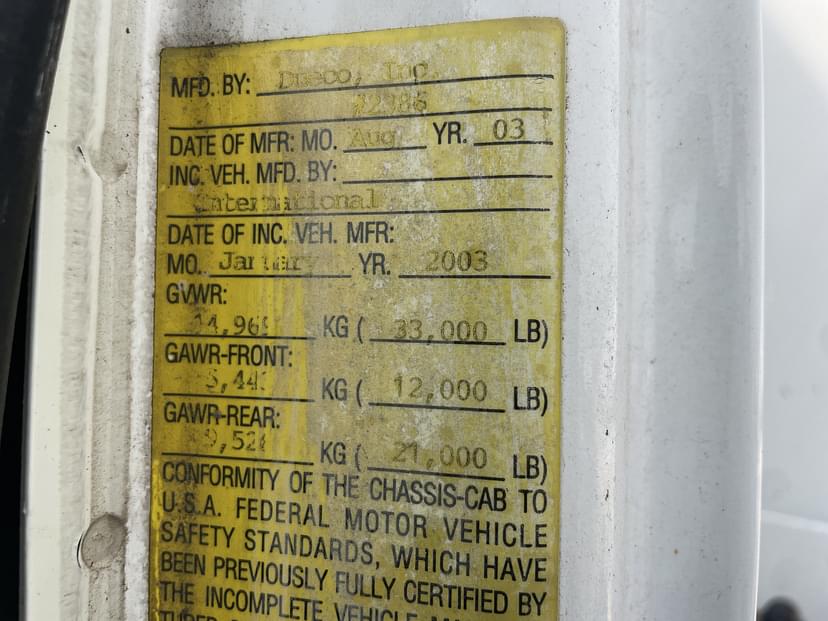 MFD. BY: Dueco, Inc.
DATE OF MFR: MO. Aug YR. 03
INC. VEH. MFD. BY:
International
DATE OF INC. VEH. MFR:
MO. January YR. 2003
GVWR:
KG ( 33,000 LB)
GAWR-FRONT:
KG ( 12,000 LB)
GAWR-REAR:
KG ( 21,000 LB)
CONFORMITY OF THE CHASSIS-CAB TO
U.S.A. FEDERAL MOTOR VEHICLE
SAFETY STANDARDS, WHICH HAVE
BEEN PREVIOUSLY FULLY CERTIFIED BY
THE INCOMPLETE VEHICLE